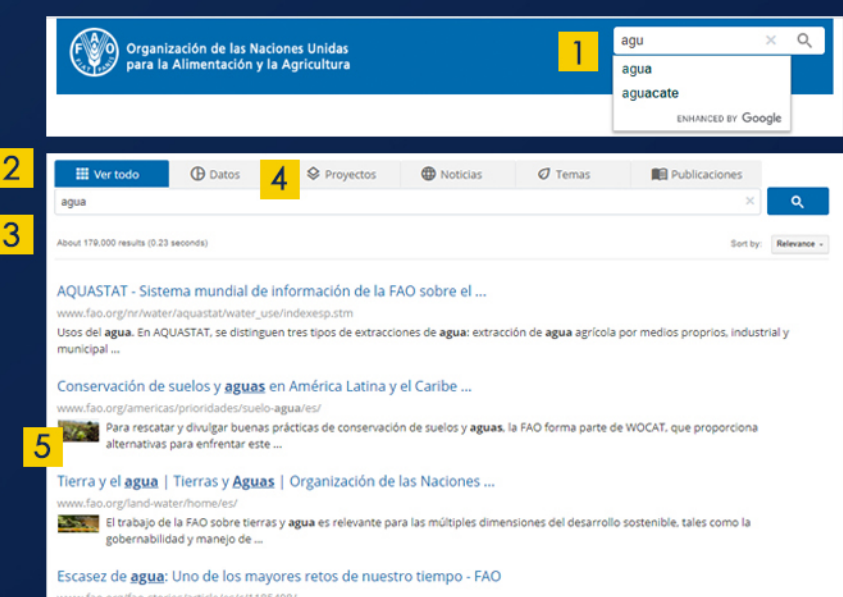 FAO
FIAT PANIS
Organización de las Naciones Unidas
para la Alimentación y la Agricultura
1
agu
agua
aguacate
ENHANCED BY Google
2
Ver todo
Datos
4
Proyectos
Noticias
Temas
Publicaciones
agua
3
About 179,000 results (0.23 seconds)
Sort by: Relevance
AQUASTAT - Sistema mundial de información de la FAO sobre el ...
www.fao.org/nr/water/aquastat/water_use/indexesp.stm
Usos del agua. En AQUASTAT, se distinguen tres tipos de extracciones de agua: extracción de agua agrícola por medios proprios, industrial y
municipal ...
Conservación de suelos y aguas en América Latina y el Caribe ...
www.fao.org/americas/prioridades/suelo-agua/es/
Para rescatar y divulgar buenas prácticas de conservación de suelos y aguas, la FAO forma parte de WOCAT, que proporciona
alternativas para enfrentar este ...
5
Tierra y el agua | Tierras y Aguas | Organización de las Naciones ...
www.fao.org/land-water/home/es/
El trabajo de la FAO sobre tierras y agua es relevante para las múltiples dimensiones del desarrollo sostenible, tales como la
gobernabilidad y manejo de ...
Escasez de agua: Uno de los mayores retos de nuestro tiempo - FAO